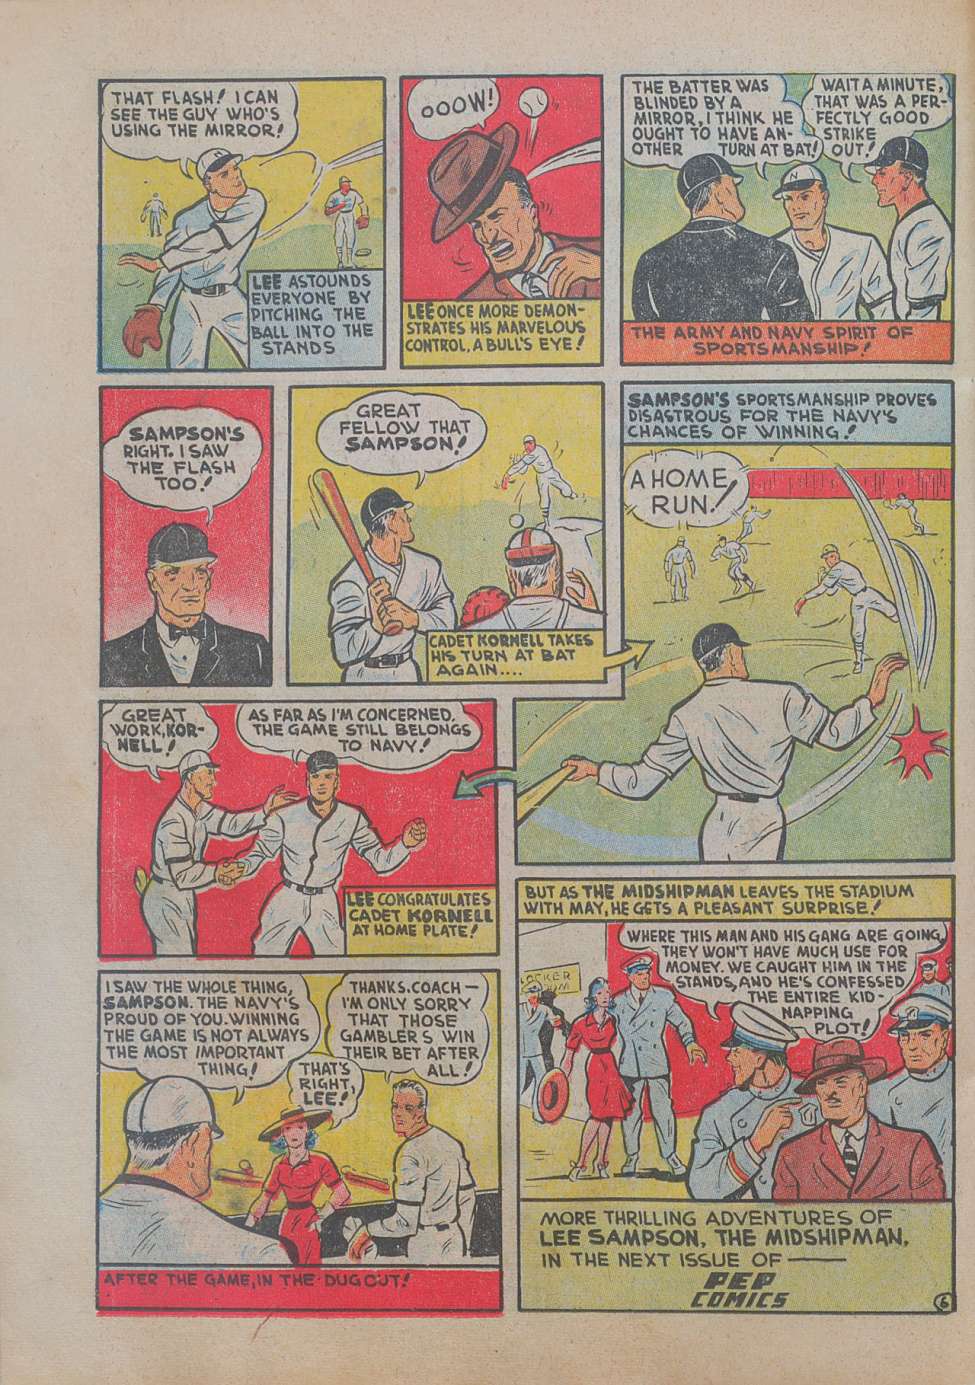 THAT FLASH! I CAN
SEE THE GUY WHO'S
USING THE MIRROR!
LEE ASTOUNDS
EVERYONE BY
PITCHING THE
BALL INTO THE
STANDS
OOOW!
LEE ONCE MORE DEMON-
STRATES HIS MARVELOUS
CONTROL. A BULL'S EYE!
THE BATTER WAS
BLINDED BY A
MIRROR, I THINK HE
OUGHT TO HAVE AN-
OTHER TURN AT BAT!
WAIT A MINUTE,
THAT WAS A PER-
FECTLY GOOD
STRIKE
OUT!
N
THE ARMY AND NAVY SPIRIT OF
SPORTSMANSHIP!
SAMPSON'S
RIGHT. I SAW
THE FLASH
TOO!
GREAT
FELLOW THAT
SAMPSON!
CADET KORNELL TAKES
HIS TURN AT BAT
AGAIN....
SAMPSON'S SPORTSMANSHIP PROVES
DISASTROUS FOR THE NAVY'S
CHANCES OF WINNING!
A HOME
RUN!
GREAT
WORK, KOR-
NELL!
AS FAR AS I'M CONCERNED.
THE GAME STILL BELONGS
TO NAVY!
LEE CONGRATULATES
CADET KORNELL
AT HOME PLATE!
I SAW THE WHOLE THING,
SAMPSON. THE NAVY'S
PROUD OF YOU. WINNING
THE GAME IS NOT ALWAYS
THE MOST IMPORTANT
THING!
THAT'S
RIGHT,
LEE!
THANKS. COACH —
I'M ONLY SORRY
THAT THOSE
GAMBLERS WIN
THEIR BET AFTER
ALL!
AFTER THE GAME, IN THE DUGOUT!
BUT AS THE MIDSHIPMAN LEAVES THE STADIUM
WITH MAY, HE GETS A PLEASANT SURPRISE!
WHERE THIS MAN AND HIS GANG ARE GOING,
THEY WON'T HAVE MUCH USE FOR
MONEY. WE CAUGHT HIM IN THE
STANDS, AND HE'S CONFESSED
THE ENTIRE KID-
NAPPING
PLOT!
LOCKER
MORE THRILLING ADVENTURES OF
LEE SAMPSON, THE MIDSHIPMAN,
IN THE NEXT ISSUE OF ——
PEP
COMICS
6